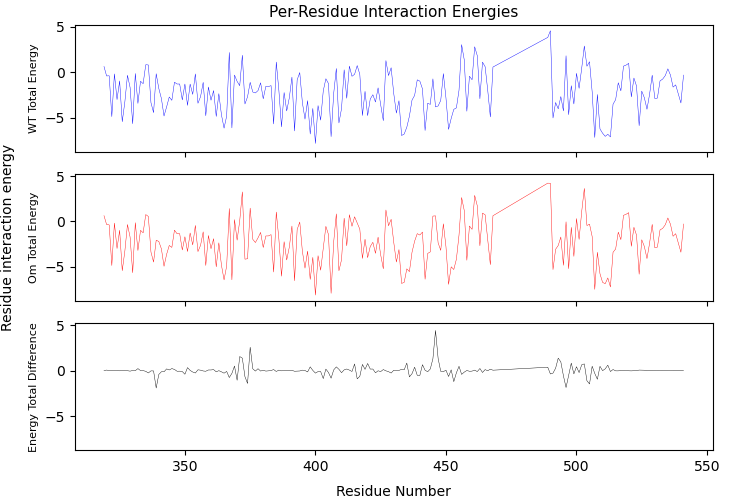 Per-Residue Interaction Energies
Residue interaction energy
WT Total Energy
5
0
−5
Om Total Energy
5
0
−5
Energy Total Difference
5
0
−5
350 400 450 500 550
Residue Number